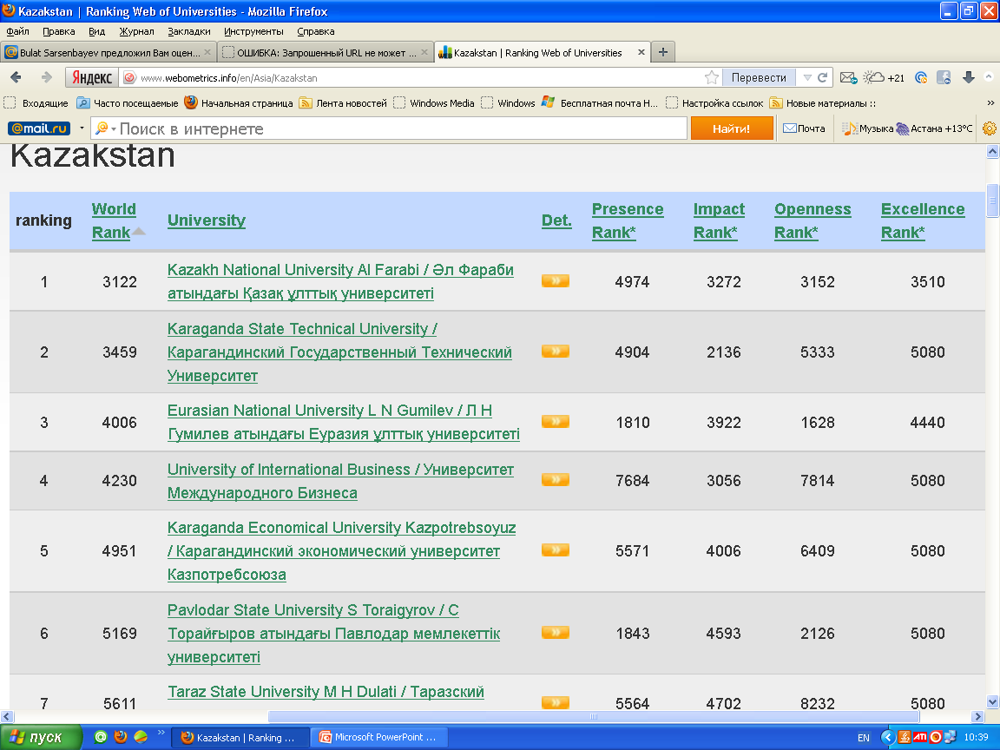 Kazakstan | Ranking Web of Universities - Mozilla Firefox
Файл Правка Вид Журнал Закладки Инструменты Справка
Bulat Sarsenbayev предложил Вам оцен... ОШИБКА: Запрошенный URL не может ... Kazakstan | Ranking Web of Universities
Яндекс www.webometrics.info/en/Asia/Kazakstan Перевести +21
Входящие Часто посещаемые Начальная страница Лента новостей Windows Media Windows Бесплатная почта H... Настройка ссылок Новые материалы :: »
@mail.ru Поиск в интернете Найти! Почта Музыка Астана +13°C
Kazakstan
ranking World Rank University Det. Presence Rank* Impact Rank* Openness Rank* Excellence Rank*
1 3122 Kazakh National University Al Farabi / Әл Фараби 4974 3272 3152 3510
атындағы Қазақ ұлттық университеті
2 3459 Karaganda State Technical University / 4904 2136 5333 5080
Карагандинский Государственный Технический
Университет
3 4006 Eurasian National University L N Gumilev / Л Н 1810 3922 1628 4440
Гумилев атындағы Еуразия ұлттық университеті
4 4230 University of International Business / Университет 7684 3056 7814 5080
Международного Бизнеса
5 4951 Karaganda Economical University Kazpotrebsoyuz 5571 4006 6409 5080
/ Карагандинский экономический университет
Казпотребсоюза
6 5169 Pavlodar State University S Toraigyrov / С 1843 4593 2126 5080
Торайғыров атындағы Павлодар мемлекеттік
университеті
7 5611 Taraz State University M H Dulati / Таразский 5564 4702 8232 5080
пуск » Kazakstan | Ranking ... Microsoft PowerPoint ... EN ATI 10:39